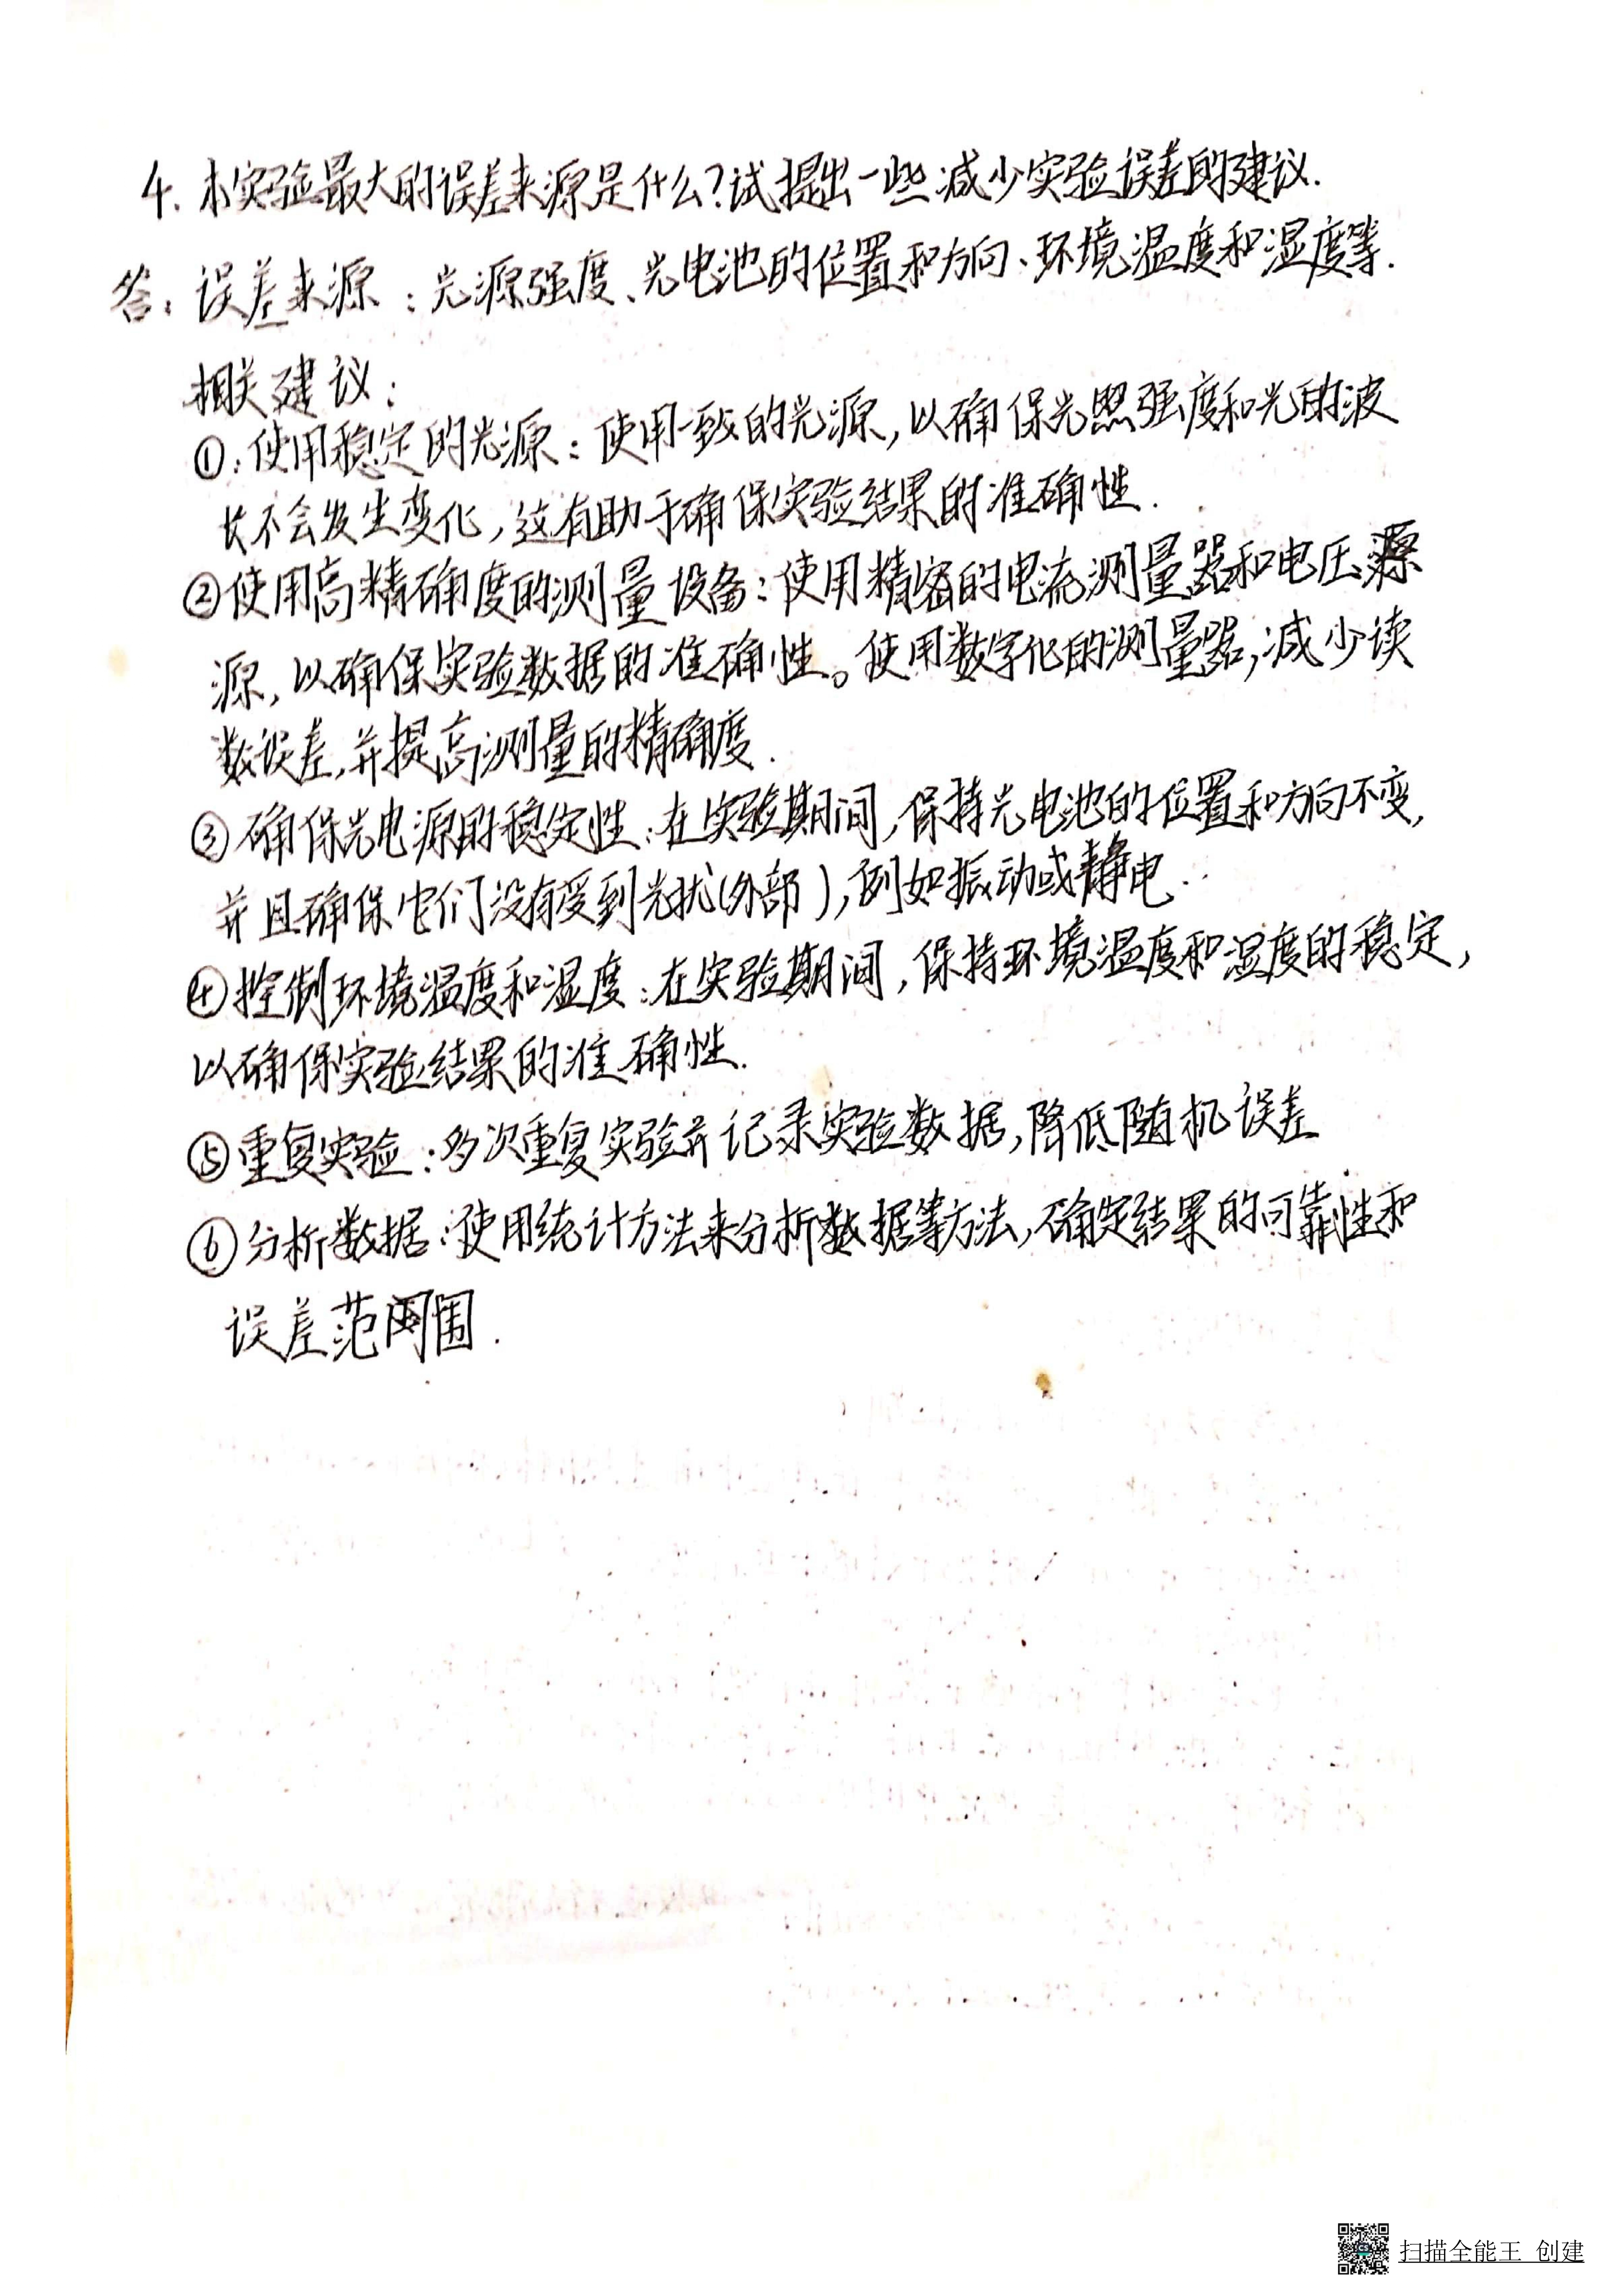 4. 本实验最大的误差来源是什么?试提出一些减少实验误差的建议.
答: 误差来源:光源强度、光电池的位置和方向、环境温度和湿度等.
相关建议:
①:使用稳定的光源:使用一致的光源,以确保光照强度和光的波
长不会发生变化,这有助于确保实验结果的准确性.
②使用高精确度的测量设备:使用精密的电流测量器和电压
源,以确保实验数据的准确性。使用数字化的测量器,减少读
数误差,并提高测量的精确度.
③确保光电源的稳定性:在实验期间,保持光电池的位置和方向不变,
并且确保它们没有受到光扰(外部),例如振动或静电.
④控制环境温度和湿度:在实验期间,保持环境温度和湿度的稳定,
以确保实验结果的准确性.
⑤重复实验:多次重复实验并记录实验数据,降低随机误差
⑥分析数据:使用统计方法来分析数据等方法,确定结果的可靠性和
误差范围.
扫描全能王 创建